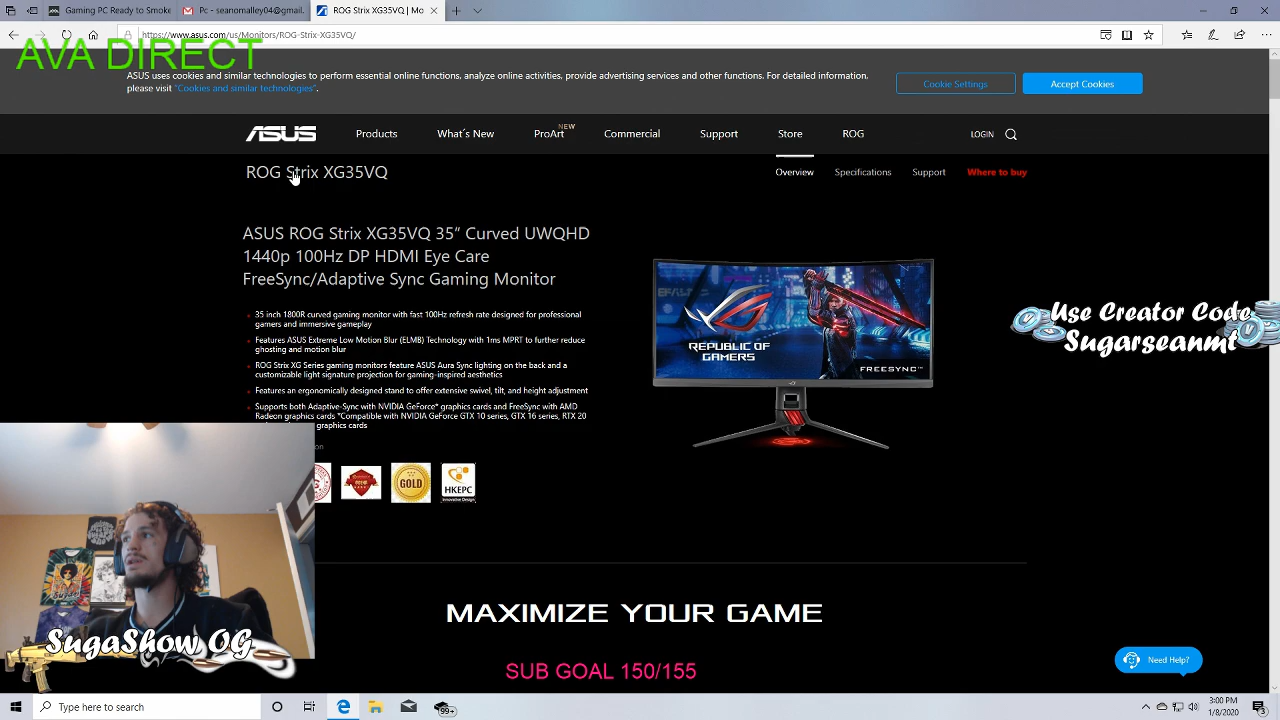 Gaming PC Ready to Smoke
Gmail PC - seanomally04@gmail.
ROG Strix XG35VQ | Mo
https://www.asus.com/us/Monitors/ROG-Strix-XG35VQ/
AVA DIRECT
ASUS uses cookies and similar technologies to perform essential online functions, analyze online activities, provide advertising services and other functions. For detailed information,
please visit "Cookies and similar technologies".
Cookie Settings
Accept Cookies
ASUS
Products
What's New
ProArt
NEW
Commercial
Support
Store
ROG
LOGIN
ROG Strix XG35VQ
Overview
Specifications
Support
Where to buy
ASUS ROG Strix XG35VQ 35" Curved UWQHD
1440p 100Hz DP HDMI Eye Care
FreeSync/Adaptive Sync Gaming Monitor
35 inch 1800R curved gaming monitor with fast 100Hz refresh rate designed for professional
gamers and immersive gameplay
Features ASUS Extreme Low Motion Blur (ELMB) Technology with 1ms MPRT to further reduce
ghosting and motion blur
ROG Strix XG Series gaming monitors feature ASUS Aura Sync lighting on the back and a
customizable light signature projection for gaming-inspired aesthetics
Features an ergonomically designed stand to offer extensive swivel, tilt, and height adjustment
Supports both Adaptive-Sync with NVIDIA GeForce* graphics cards and FreeSync with AMD
Radeon graphics cards *Compatible with NVIDIA GeForce GTX 10 series, GTX 16 series, RTX 20
graphics cards
on
GOLD
HKEPC
REPUBLIC OF
GAMERS
FREESYNC™
Use Creator Code
Sugarseanmt
MAXIMIZE YOUR GAME
SugaShow OG
SUB GOAL 150/155
Need Help?
Type here to search
99+
3:00 PM
1/8/2020
3